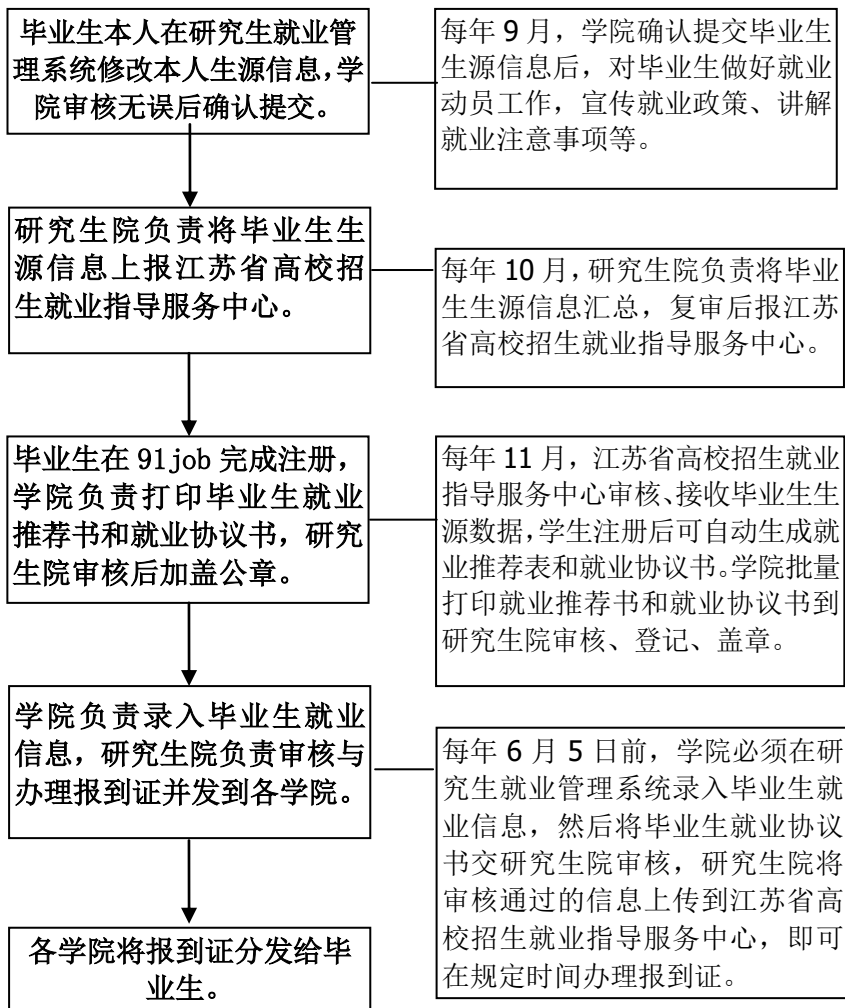 毕业生本人在研究生就业管
理系统修改本人生源信息,学
院审核无误后确认提交。
每年 9 月，学院确认提交毕业生
生源信息后，对毕业生做好就业
动员工作，宣传就业政策、讲解
就业注意事项等。
研究生院负责将毕业生生
源信息上报江苏省高校招
生就业指导服务中心。
每年 10 月，研究生院负责将毕业
生生源信息汇总，复审后报江苏
省高校招生就业指导服务中心。
毕业生在 91job 完成注册，
学院负责打印毕业生就业
推荐书和就业协议书，研究
生院审核后加盖公章。
每年 11 月，江苏省高校招生就业
指导服务中心审核、接收毕业生生
源数据,学生注册后可自动生成就
业推荐表和就业协议书。学院批量
打印就业推荐书和就业协议书到
研究生院审核、登记、盖章。
学院负责录入毕业生就业
信息，研究生院负责审核与
办理报到证并发到各学院。
每年 6 月 5 日前，学院必须在研
究生就业管理系统录入毕业生就
业信息，然后将毕业生就业协议
书交研究生院审核，研究生院将
审核通过的信息上传到江苏省高
校招生就业指导服务中心，即可
在规定时间办理报到证。
各学院将报到证分发给毕
业生。